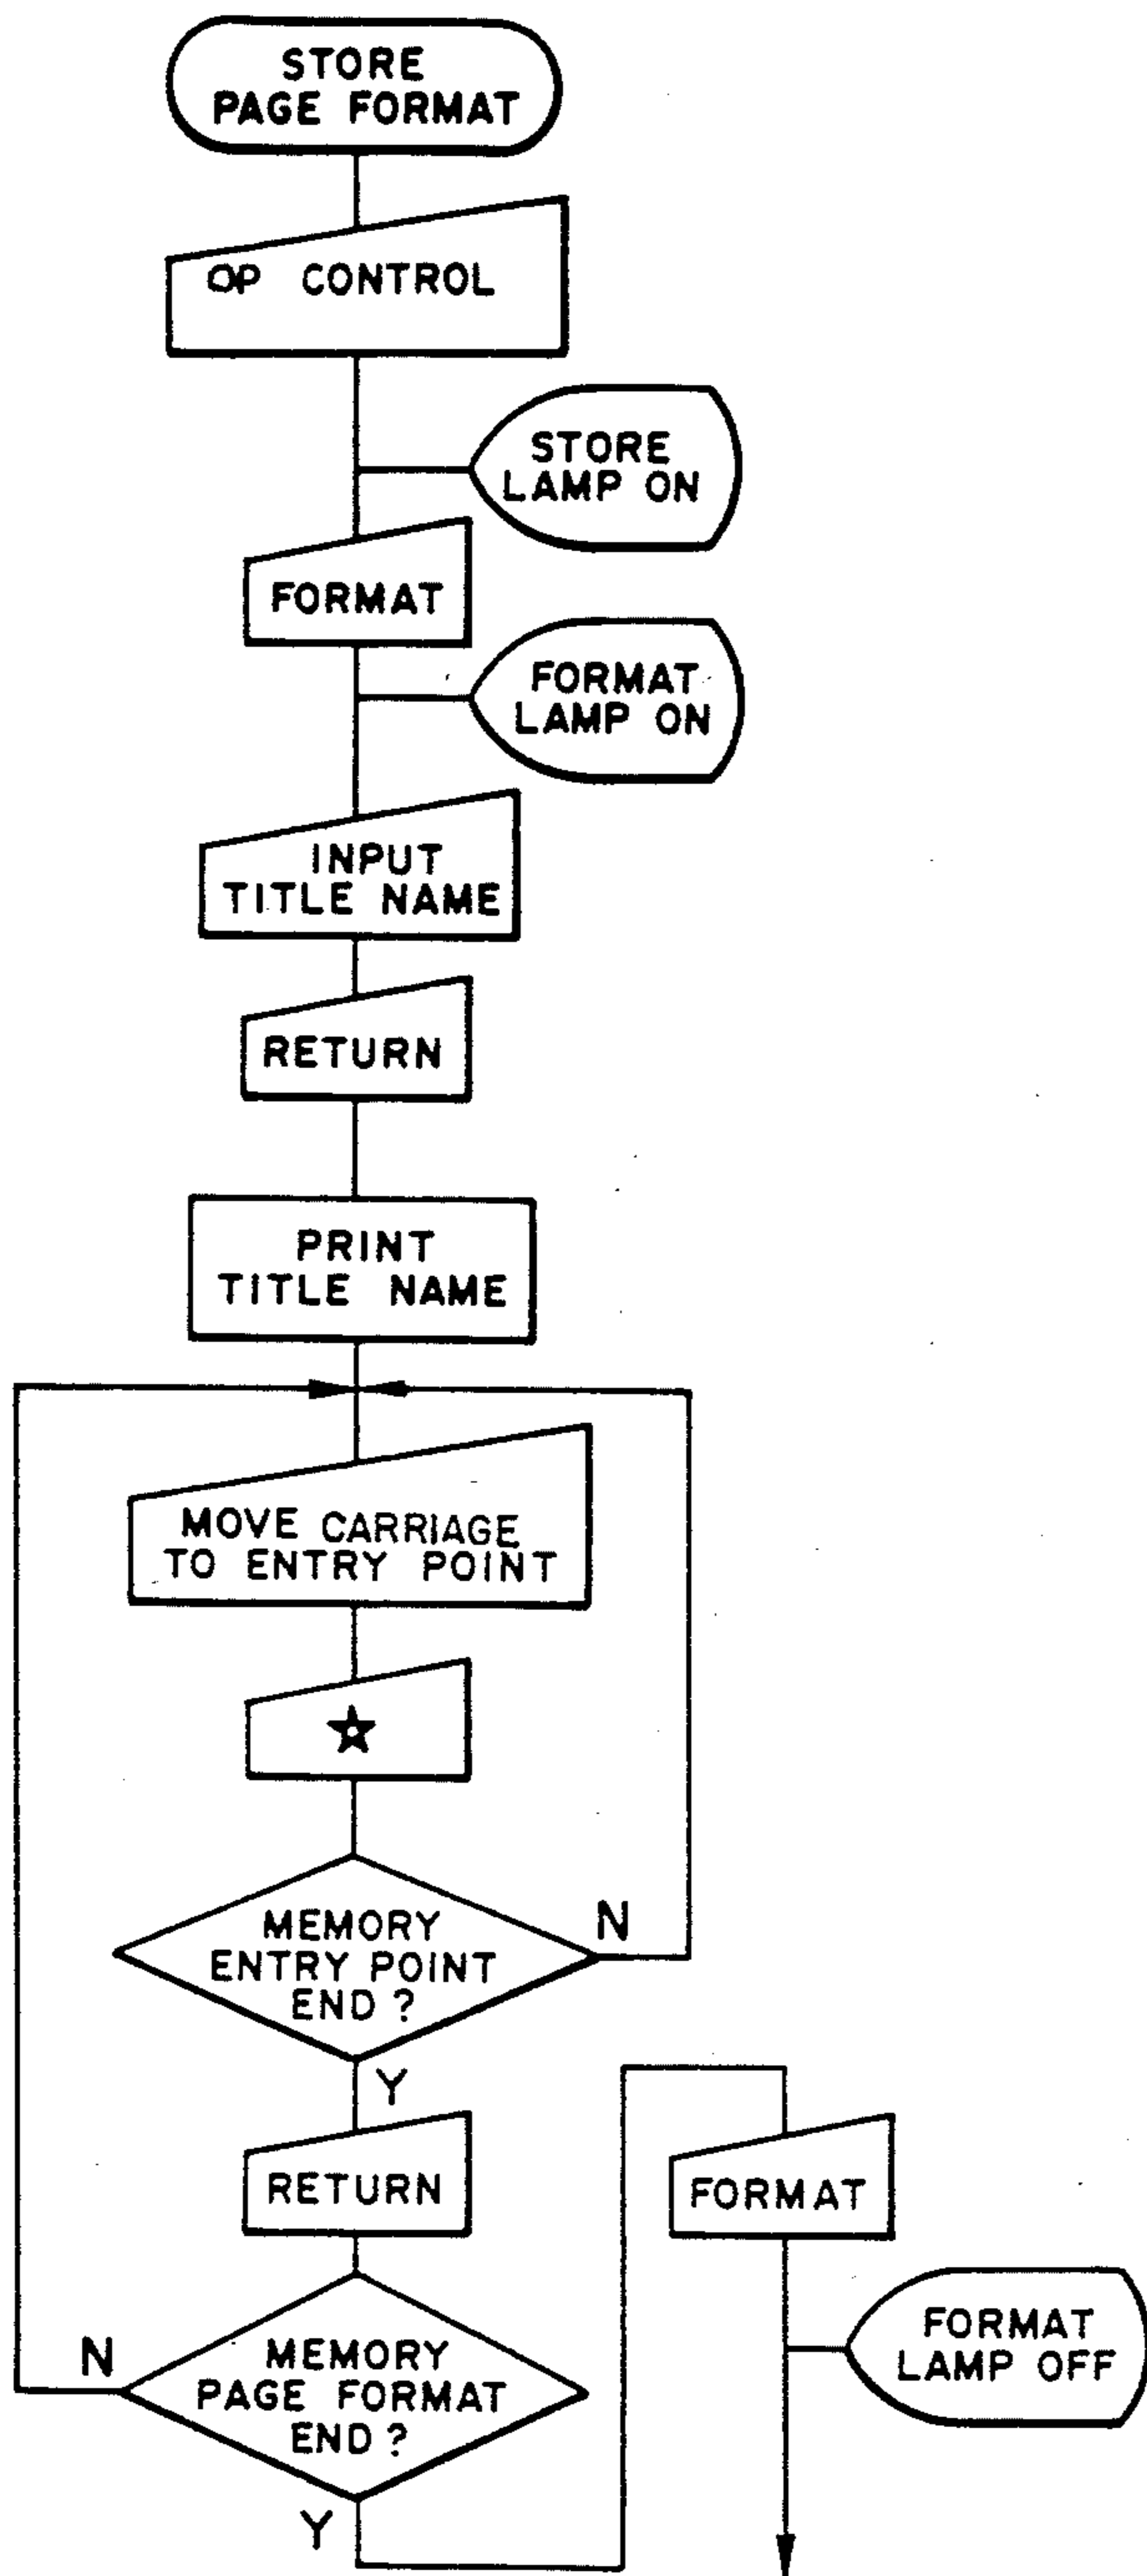 STORE
PAGE FORMAT
OP CONTROL
STORE
LAMP ON
FORMAT
FORMAT
LAMP ON
INPUT
TITLE NAME
RETURN
PRINT
TITLE NAME
MOVE CARRIAGE
TO ENTRY POINT
☆
MEMORY
ENTRY POINT
END ?
N
Y
RETURN
MEMORY
PAGE FORMAT
END ?
N
Y
FORMAT
FORMAT
LAMP OFF